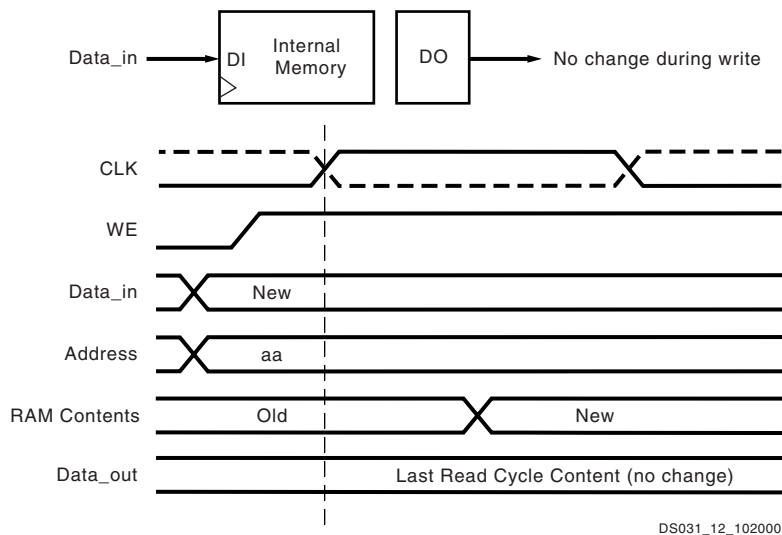 Data_in
DI
Internal
Memory
DO
No change during write
CLK
WE
Data_in
New
Address
aa
RAM Contents
Old
New
Data_out
Last Read Cycle Content (no change)
DS031_12_102000